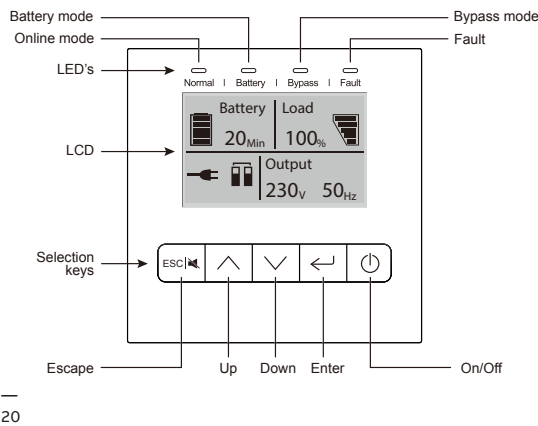 Battery mode
Bypass mode
Online mode
Fault
LED's
Normal | Battery | Bypass | Fault
Battery Load
20Min 100%
LCD
Output
230V 50Hz
Selection
keys
ESC
Escape
Up
Down
Enter
On/Off
20